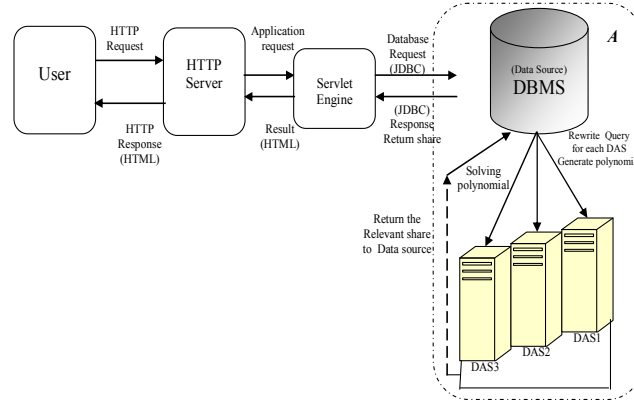 User
HTTP
Request
HTTP
Response
(HTML)
HTTP
Server
Application
request
Result
(HTML)
Servlet
Engine
Database
Request
(JDBC)
(JDBC)
Response
Return share
A
(Data Source)
DBMS
Rewrite Query
for each DAS
Generate polynomi
Solving
polynomial
Return the
Relevant share
to Data source
DAS1
DAS2
DAS3